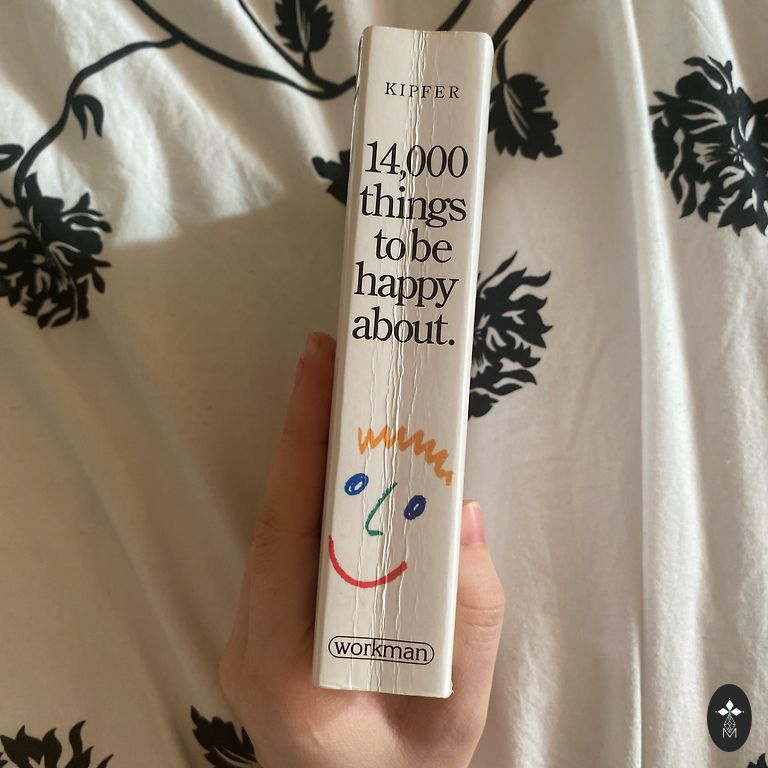 KIPFER
14,000
things
to be
happy
about.
workman
M